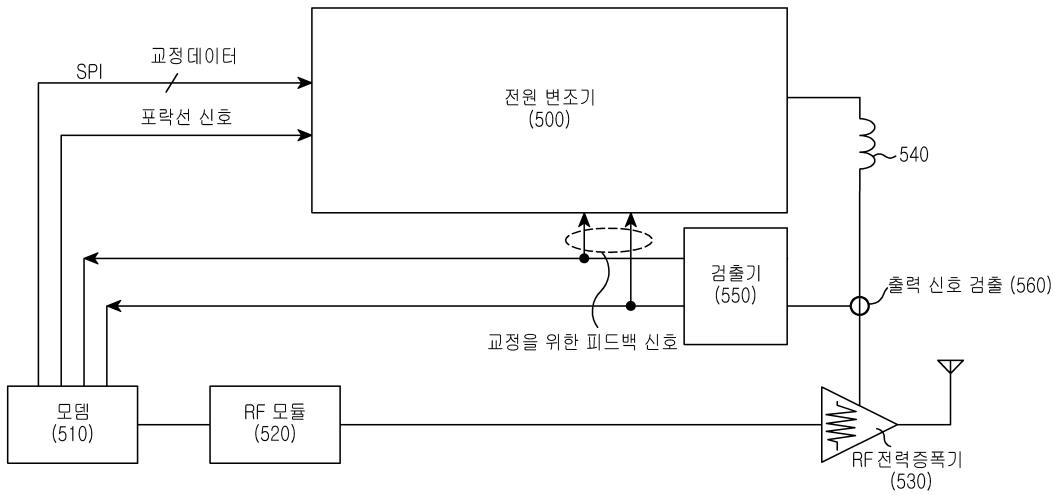 교정데이터
SPI
포락선 신호
전원 변조기
(500)
540
검출기
(550)
출력 신호 검출 (560)
교정을 위한 피드백 신호
모뎀
(510)
RF 모듈
(520)
RF 전력증폭기
(530)